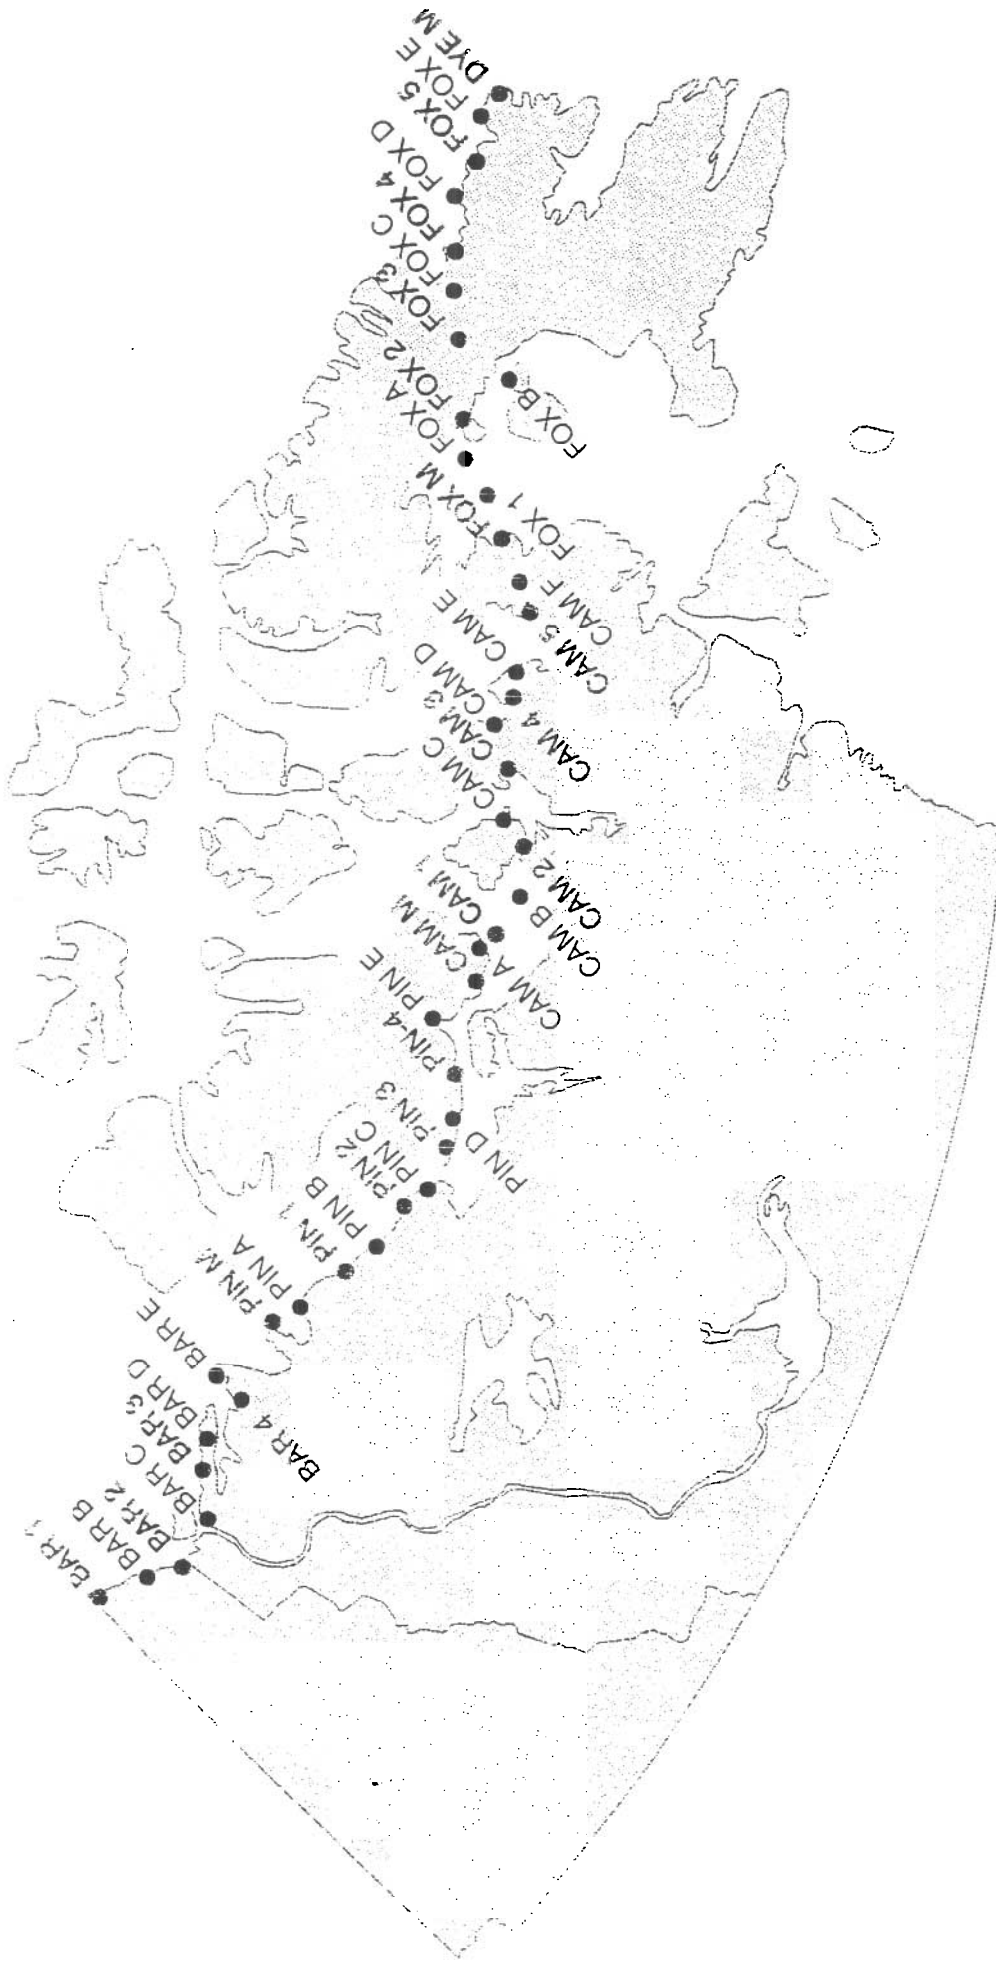 BAR 1
BAR B
BAR 2
BAR C
BAR 3
BAR D
BAR 4
BAR E
PIN M
PIN A
PIN 1
PIN B
PIN 2
PIN C
PIN D
PIN 3
PIN-4
PIN E
CAM M
CAM A
CAM 1
CAM B
CAM 2
CAM C
CAM 3
CAM D
CAM 4
CAM E
CAM 5
CAM F
FOX M
FOX 1
FOX A
FOX 2
FOX B
FOX 3
FOX C
FOX 4
FOX D
FOX 5
FOX E
DYE M